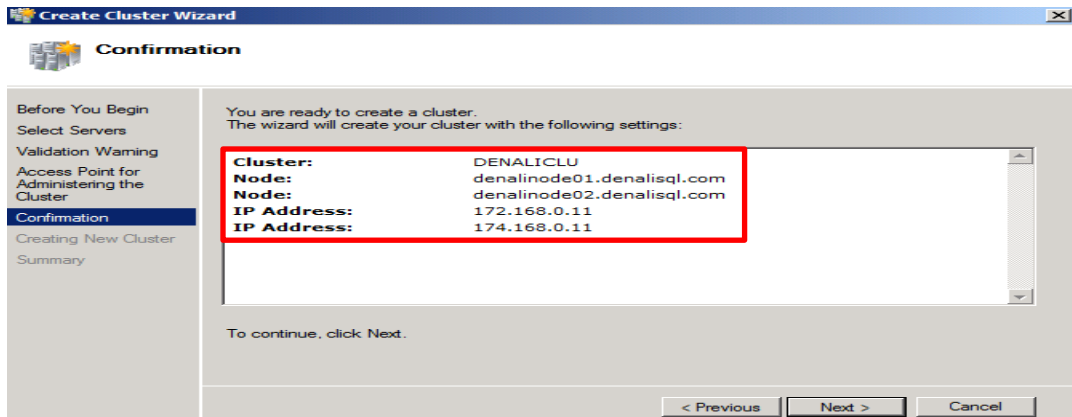 Create Cluster Wizard
Confirmation
Before You Begin
Select Servers
Validation Warning
Access Point for
Administering the
Cluster
Confirmation
Creating New Cluster
Summary
You are ready to create a cluster.
The wizard will create your cluster with the following settings:
Cluster: DENALICLU
Node: denalinode01.denalisql.com
Node: denalinode02.denalisql.com
IP Address: 172.168.0.11
IP Address: 174.168.0.11
To continue, click Next.
< Previous Next > Cancel